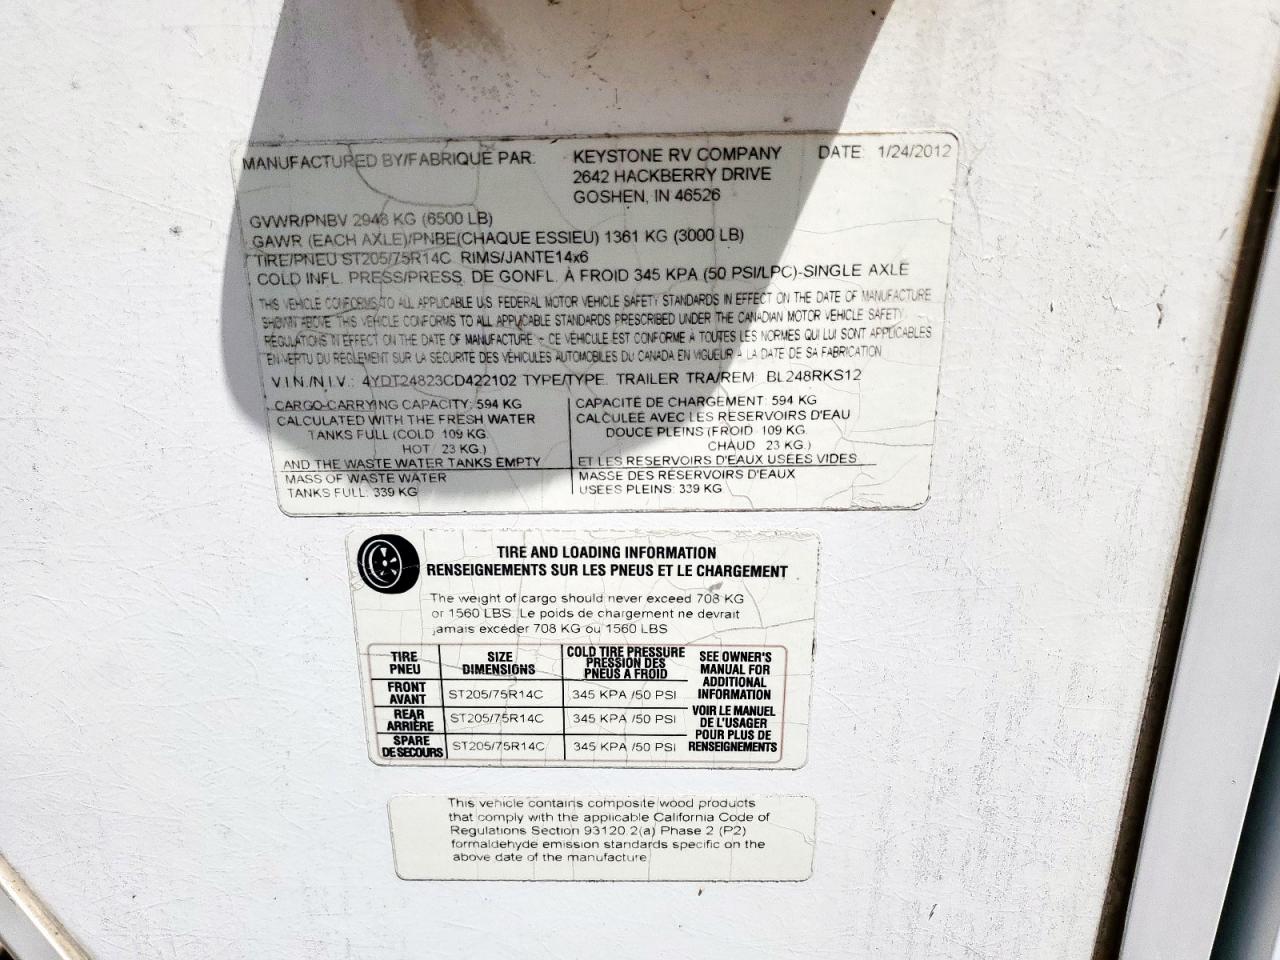 MANUFACTURED BY/FABRIQUE PAR: KEYSTONE RV COMPANY DATE: 1/24/2012
2642 HACKBERRY DRIVE
GOSHEN, IN 46526
GVWR/PNBV 2948 KG (6500 LB)
GAWR (EACH AXLE)/PNBE(CHAQUE ESSIEU) 1361 KG (3000 LB)
TIRE/PNEU ST205/75R14C RIMS/JANTE14x6
COLD INFL. PRESS/PRESS. DE GONFL. À FROID 345 KPA (50 PSI/LPC)-SINGLE AXLE
THIS VEHICLE CONFORMS TO ALL APPLICABLE U.S. FEDERAL MOTOR VEHICLE SAFETY STANDARDS IN EFFECT ON THE DATE OF MANUFACTURE
SHOWN ABOVE THIS VEHICLE CONFORMS TO ALL APPLICABLE STANDARDS PRESCRIBED UNDER THE CANADIAN MOTOR VEHICLE SAFETY
REGULATIONS IN EFFECT ON THE DATE OF MANUFACTURE - CE VÉHICULE EST CONFORME À TOUTES LES NORMES QUI LUI SONT APPLICABLES
EN VERTU DU REGLEMENT SUR LA SÉCURITÉ DES VÉHICULES AUTOMOBILES DU CANADA EN VIGUEUR A LA DATE DE SA FABRICATION
V.I.N./N.I.V.: 4YDT24823CD422102 TYPE/TYPE: TRAILER TRA/REM BL248RKS12
CARGO-CARRYING CAPACITY: 594 KG
CALCULATED WITH THE FRESH WATER
TANKS FULL (COLD 109 KG.
HOT 23 KG.)
AND THE WASTE WATER TANKS EMPTY
MASS OF WASTE WATER
TANKS FULL: 339 KG
CAPACITÉ DE CHARGEMENT: 594 KG
CALCULÉE AVEC LES RÉSERVOIRS D'EAU
DOUCE PLEINS (FROID 109 KG.
CHAUD 23 KG.)
ET LES RESERVOIRS D'EAUX USEES VIDES
MASSE DES RÉSERVOIRS D'EAUX
USEES PLEINS: 339 KG
TIRE AND LOADING INFORMATION
RENSEIGNEMENTS SUR LES PNEUS ET LE CHARGEMENT
The weight of cargo should never exceed 708 KG
or 1560 LBS. Le poids de chargement ne devrait
jamais excéder 708 KG ou 1560 LBS
TIRE SIZE COLD TIRE PRESSURE
PNEU DIMENSIONS PRESSION DES
PNEUS A FROID
FRONT
AVANT ST205/75R14C 345 KPA /50 PSI
REAR
ARRIÈRE ST205/75R14C 345 KPA /50 PSI
SPARE
DE SECOURS ST205/75R14C 345 KPA /50 PSI
SEE OWNER'S
MANUAL FOR
ADDITIONAL
INFORMATION
VOIR LE MANUEL
DE L'USAGER
POUR PLUS DE
RENSEIGNEMENTS
This vehicle contains composite wood products
that comply with the applicable California Code of
Regulations Section 93120.2(a) Phase 2 (P2)
formaldehyde emission standards specific on the
above date of the manufacture